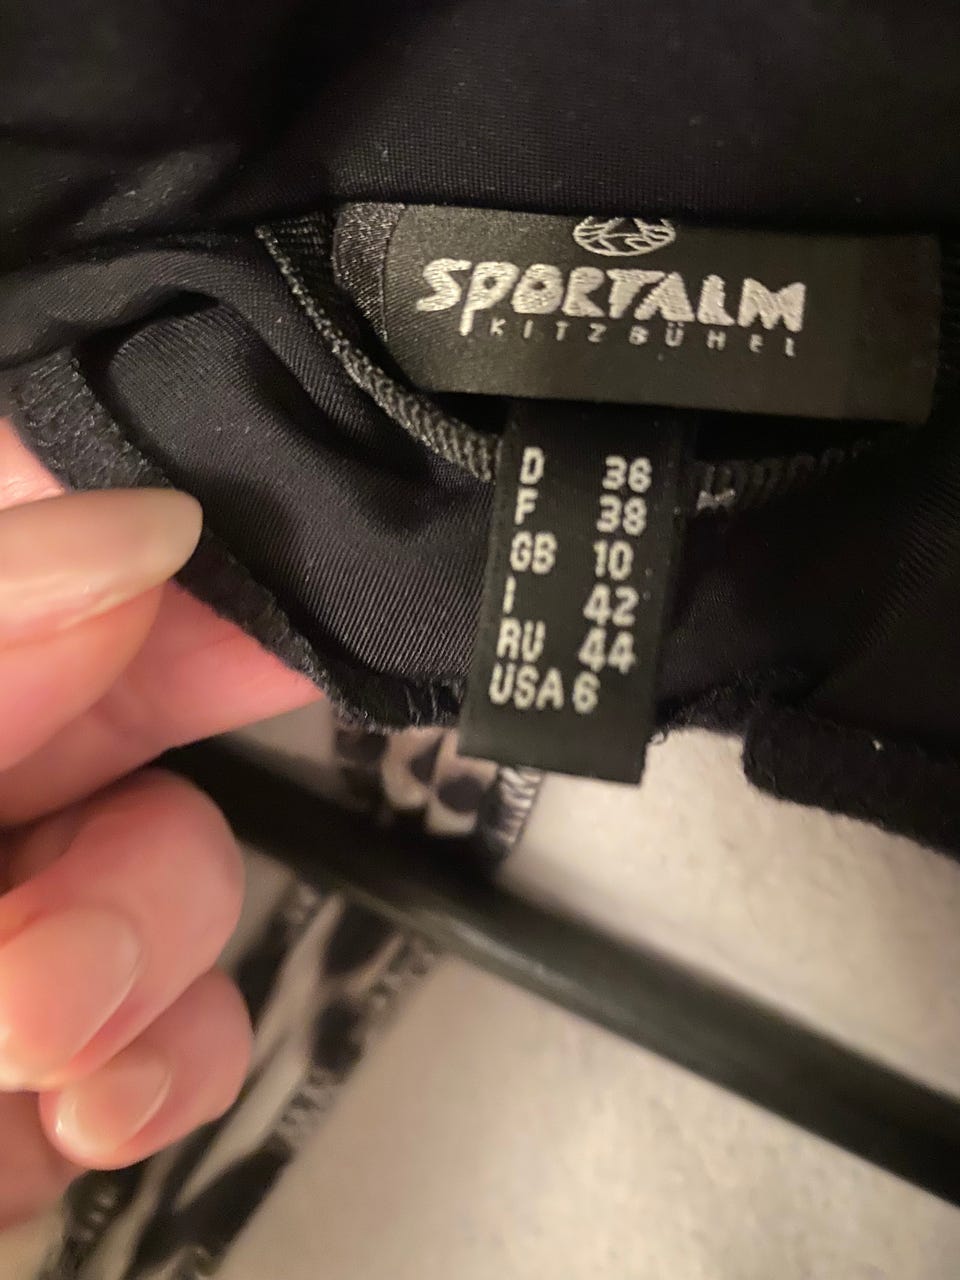 SPORTALM
KITZBÜHEL
D 36
F 38
GB 10
I 42
RU 44
USA 6